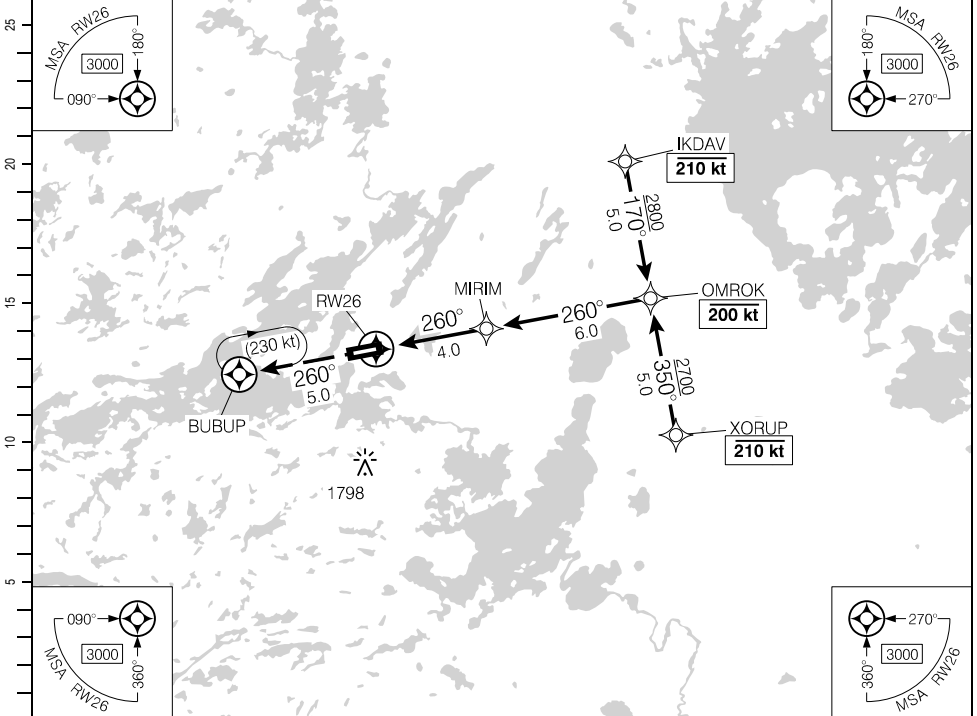 25
20
15
10
5
MSA RW26
3000
180°
090°
MSA RW26
3000
180°
270°
IKDAV
210 kt
2800
170°
5.0
OMROK
200 kt
MIRIM
260°
6.0
RW26
260°
4.0
(230 kt)
260°
5.0
BUBUP
2700
350°
5.0
XORUP
210 kt
1798
090°
3000
360°
MSA RW26
270°
3000
360°
MSA RW26